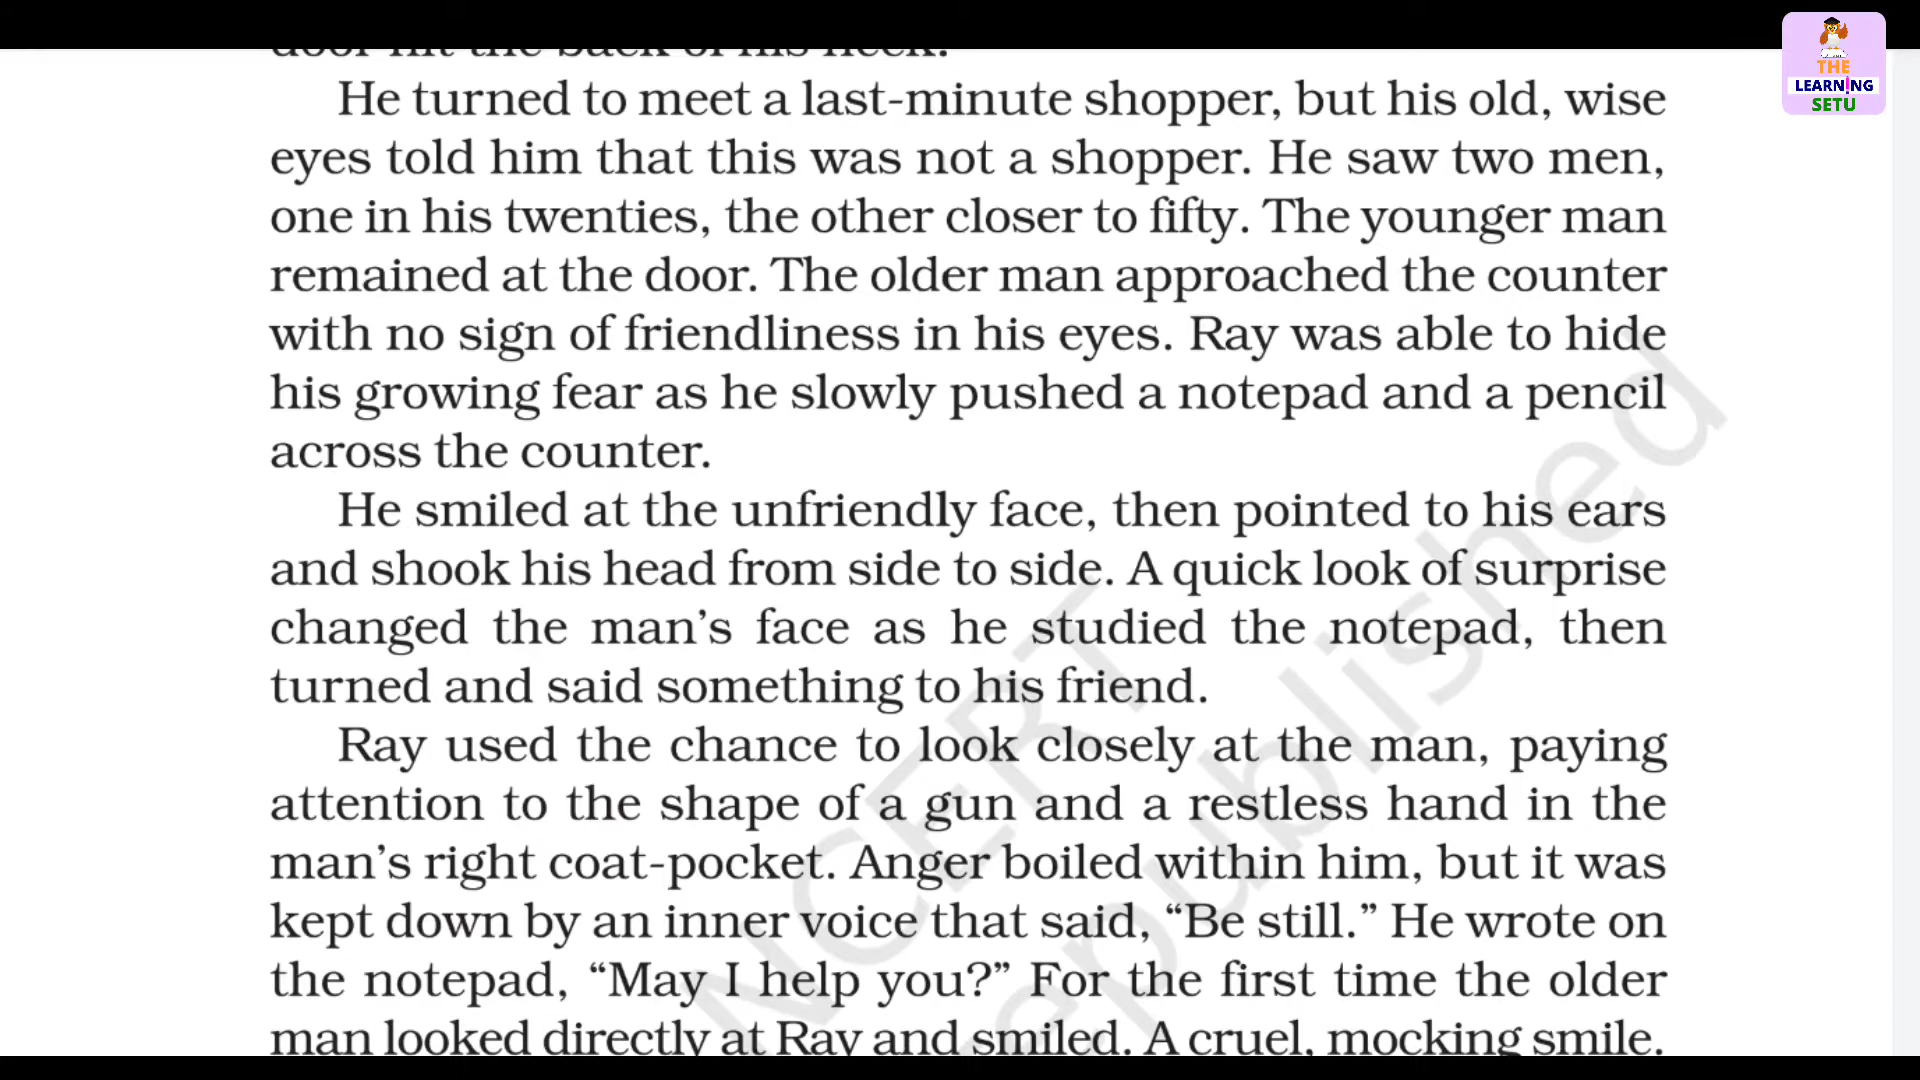 door hit the back of his neck.
He turned to meet a last-minute shopper, but his old, wise
eyes told him that this was not a shopper. He saw two men,
one in his twenties, the other closer to fifty. The younger man
remained at the door. The older man approached the counter
with no sign of friendliness in his eyes. Ray was able to hide
his growing fear as he slowly pushed a notepad and a pencil
across the counter.
He smiled at the unfriendly face, then pointed to his ears
and shook his head from side to side. A quick look of surprise
changed the man’s face as he studied the notepad, then
turned and said something to his friend.
Ray used the chance to look closely at the man, paying
attention to the shape of a gun and a restless hand in the
man’s right coat-pocket. Anger boiled within him, but it was
kept down by an inner voice that said, “Be still.” He wrote on
the notepad, “May I help you?” For the first time the older
man looked directly at Ray and smiled. A cruel, mocking smile.
THE
LEARNING
SETU
NCERT
republished